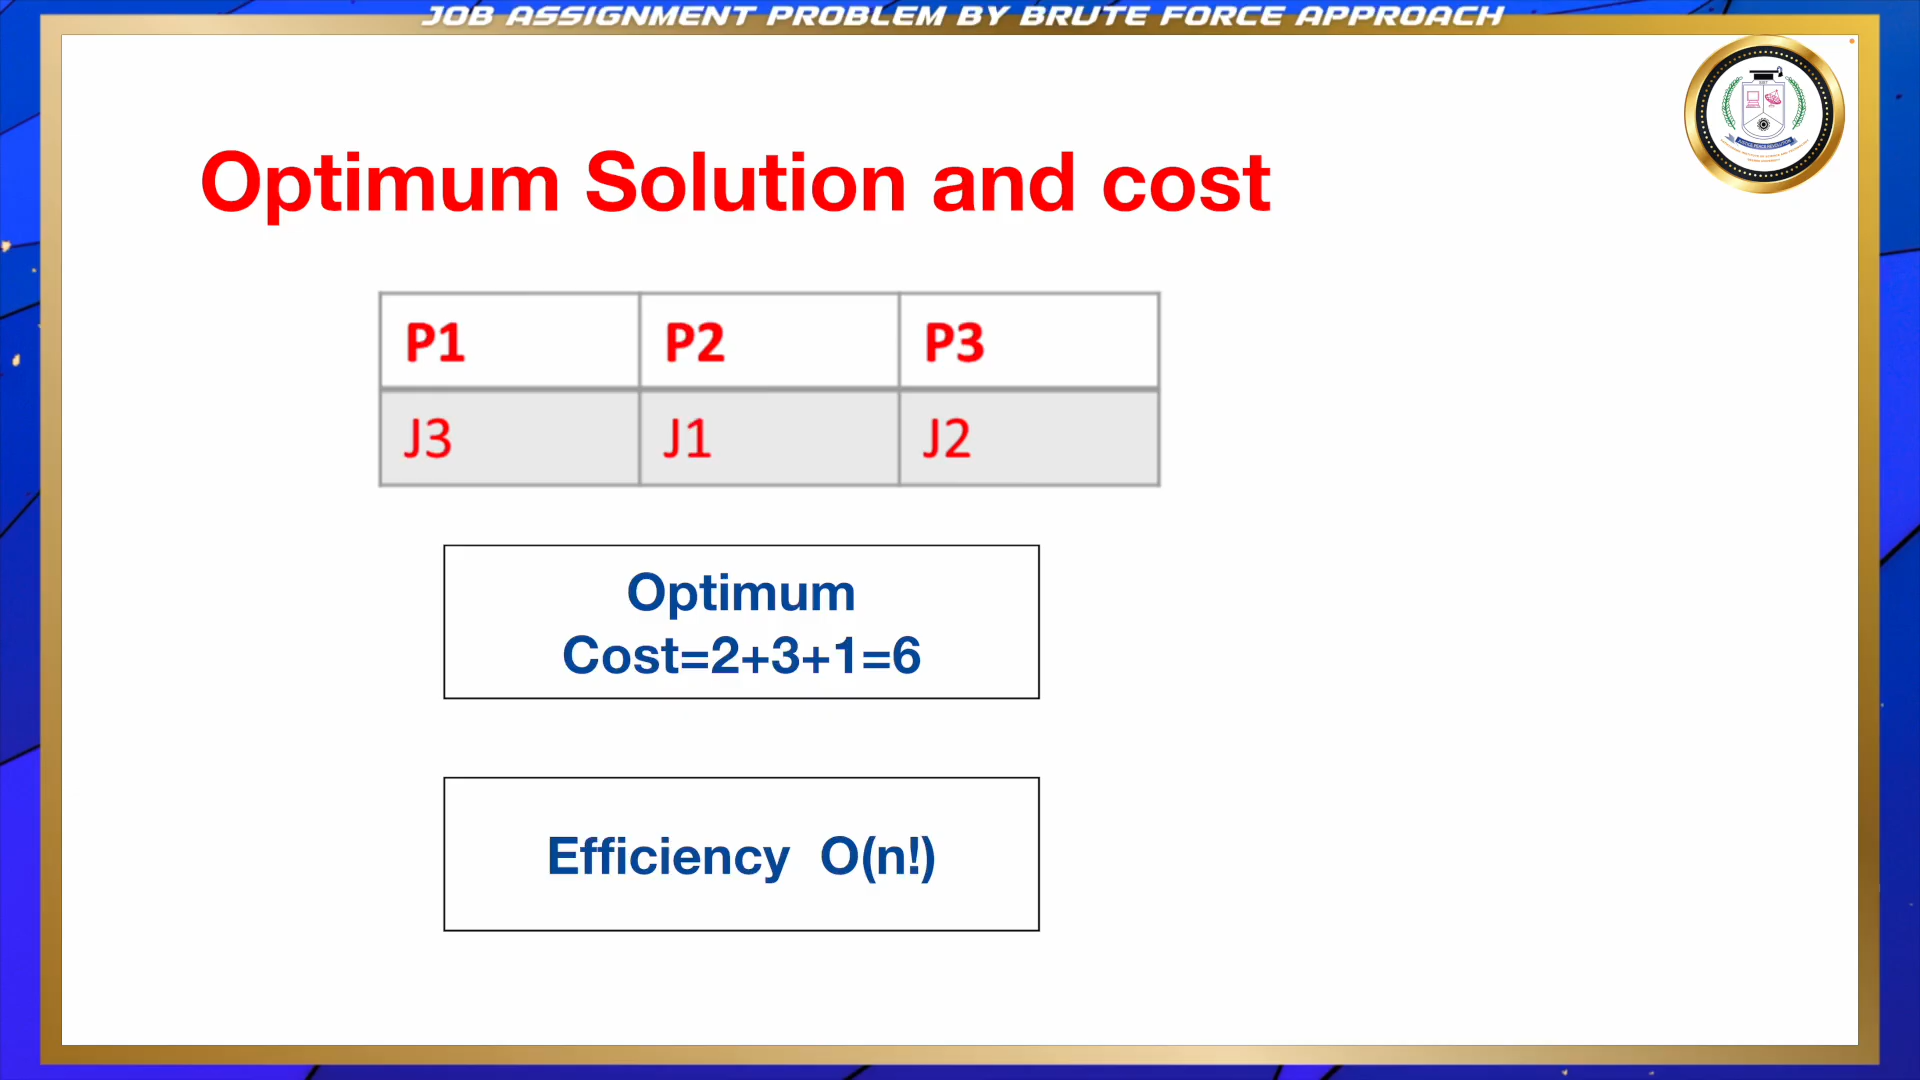 JOB ASSIGNMENT PROBLEM BY BRUTE FORCE APPROACH
Optimum Solution and cost
P1 P2 P3
J3 J1 J2
Optimum
Cost=2+3+1=6
Efficiency O(n!)